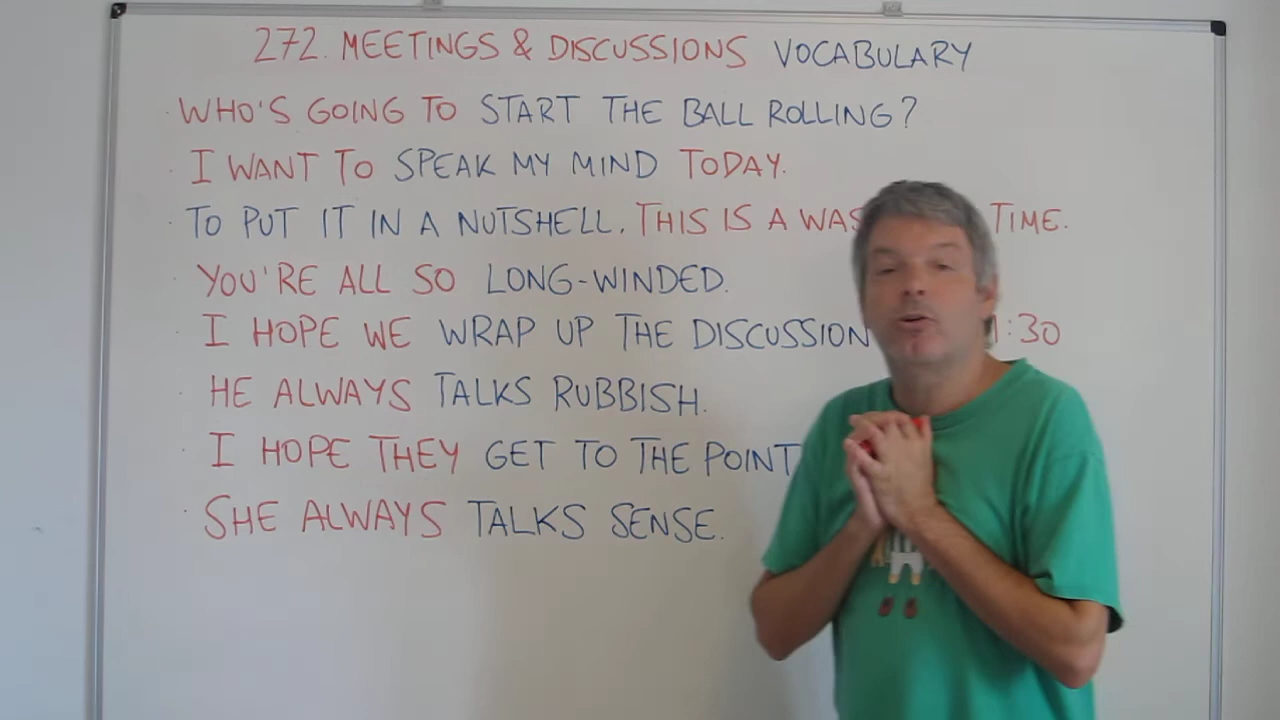 272. MEETINGS & DISCUSSIONS VOCABULARY
WHO'S GOING TO START THE BALL ROLLING?
I WANT TO SPEAK MY MIND TODAY.
TO PUT IT IN A NUTSHELL. THIS IS A WAS TIME.
YOU'RE ALL SO LONG-WINDED.
I HOPE WE WRAP UP THE DISCUSSION :30
HE ALWAYS TALKS RUBBISH.
I HOPE THEY GET TO THE POINT
SHE ALWAYS TALKS SENSE.